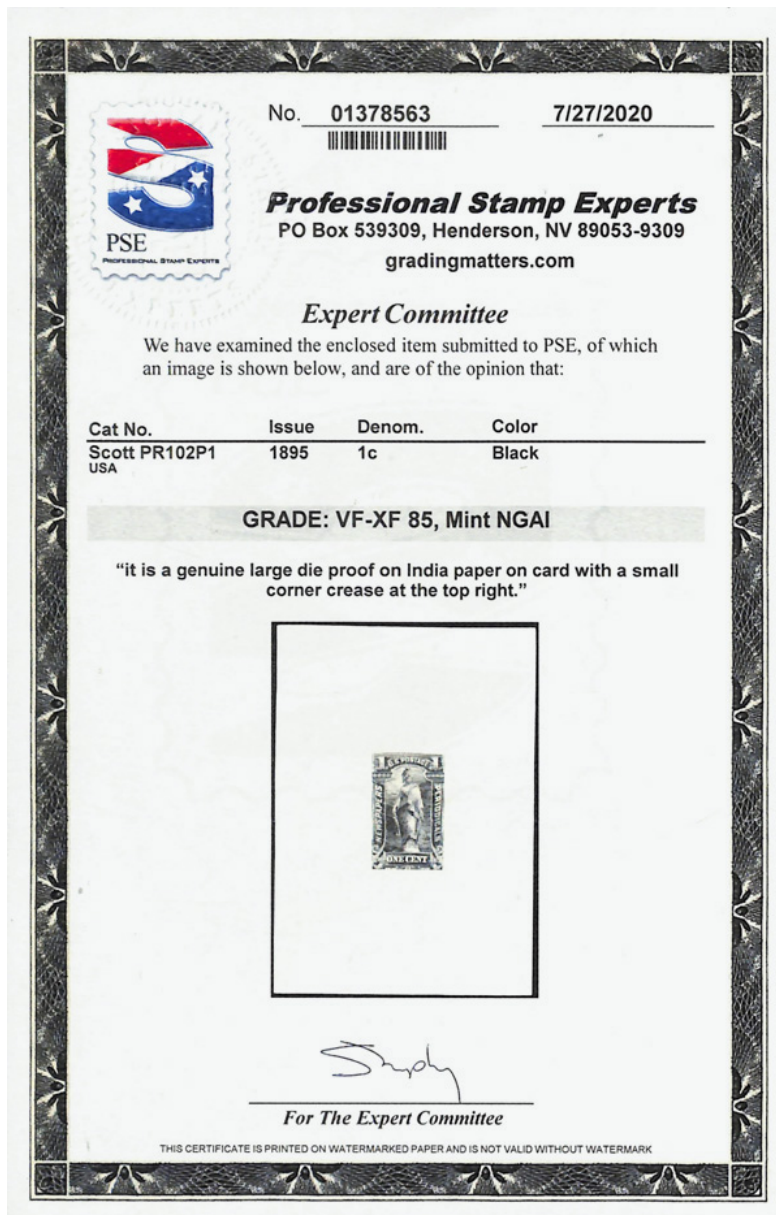 No. 01378563 7/27/2020
PSE
PROFESSIONAL STAMP EXPERTS
Professional Stamp Experts
PO Box 539309, Henderson, NV 89053-9309
gradingmatters.com
Expert Committee
We have examined the enclosed item submitted to PSE, of which
an image is shown below, and are of the opinion that:
Cat No. Issue Denom. Color
Scott PR102P1 1895 1c Black
USA
GRADE: VF-XF 85, Mint NGAI
“it is a genuine large die proof on India paper on card with a small
corner crease at the top right.”
1 U.S. POSTAGE 1
NEWSPAPERS
PERIODICALS
ONE CENT
For The Expert Committee
THIS CERTIFICATE IS PRINTED ON WATERMARKED PAPER AND IS NOT VALID WITHOUT WATERMARK